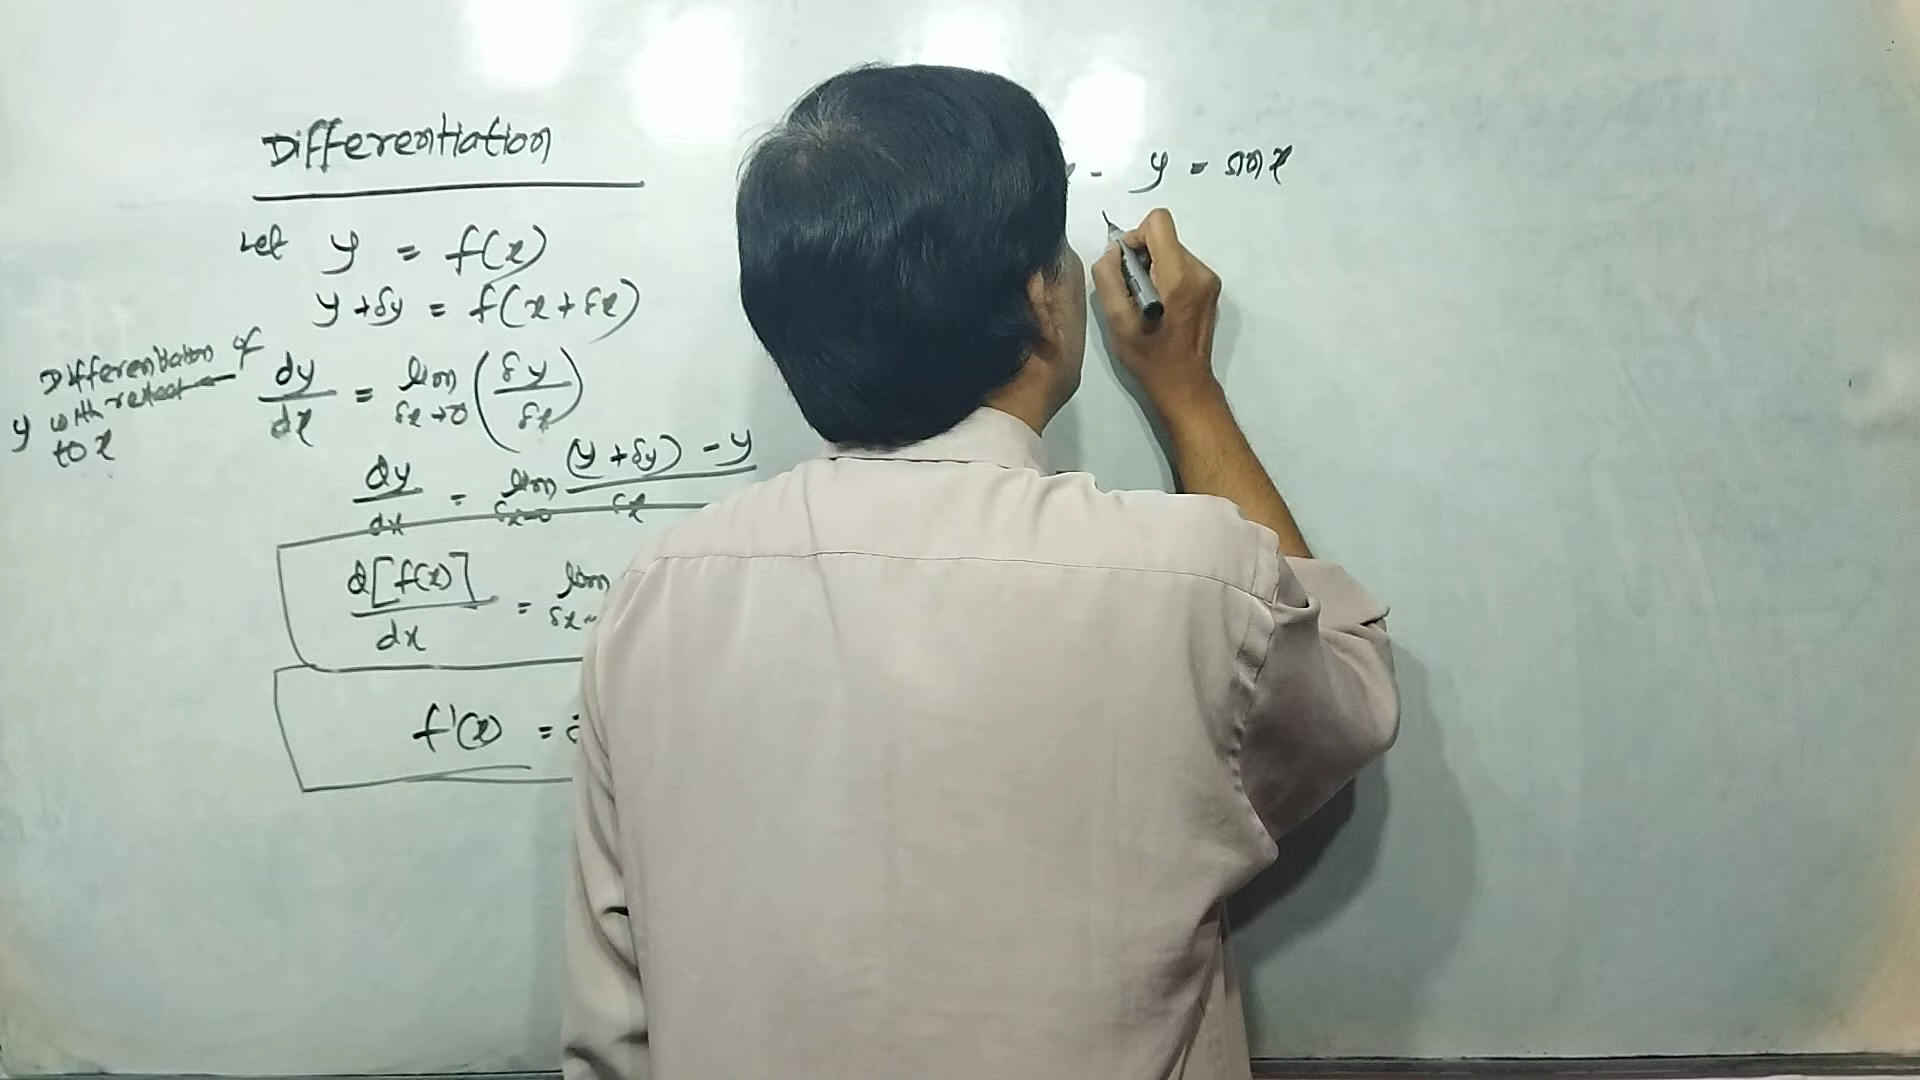 Differentiation
Let y = f(x)
y + δy = f(x + δx)
Differentiation of
y with respect
to x
dy/dx = lim δx→0 (δy/δx)
dy/dx = lim δx→0 (y + δy) - y / δx
d[f(x)]/dx = lim δx→
f'(x) =
- y = sin x